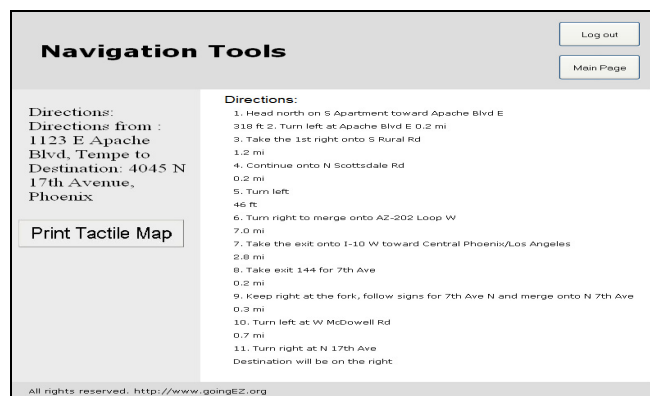 Navigation Tools
Log out
Main Page
Directions:
Directions from :
1123 E Apache
Blvd, Tempe to
Destination: 4045 N
17th Avenue,
Phoenix
Print Tactile Map
Directions:
1. Head north on S Apartment toward Apache Blvd E
318 ft 2. Turn left at Apache Blvd E 0.2 mi
3. Take the 1st right onto S Rural Rd
1.2 mi
4. Continue onto N Scottsdale Rd
0.2 mi
5. Turn left
46 ft
6. Turn right to merge onto AZ-202 Loop W
7.0 mi
7. Take the exit onto I-10 W toward Central Phoenix/Los Angeles
2.8 mi
8. Take exit 144 for 7th Ave
0.2 mi
9. Keep right at the fork, follow signs for 7th Ave N and merge onto N 7th Ave
0.3 mi
10. Turn left at W McDowell Rd
0.7 mi
11. Turn right at N 17th Ave
Destination will be on the right
All rights reserved. http://www.goingEZ.org